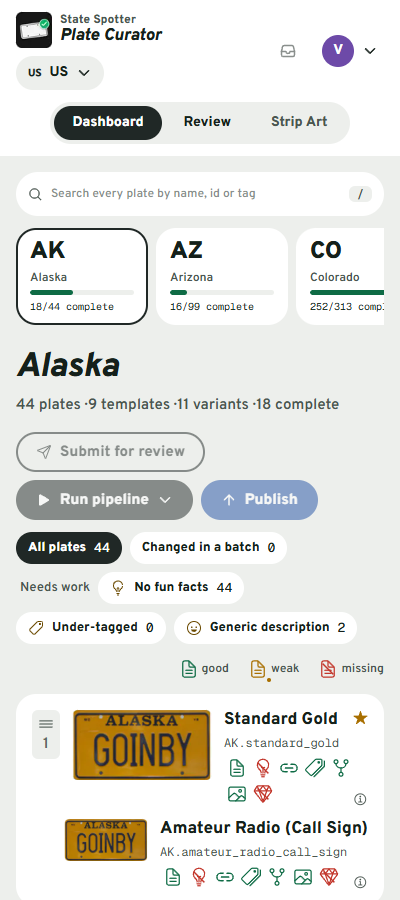 State Spotter
Plate Curator
V
US US
Dashboard Review Strip Art
Search every plate by name, id or tag /
AK
Alaska
18/44 complete
AZ
Arizona
16/99 complete
CO
Colorado
252/313 compl
Alaska
44 plates ·9 templates ·11 variants ·18 complete
Submit for review
Run pipeline
Publish
All plates 44
Changed in a batch 0
Needs work
No fun facts 44
Under-tagged 0
Generic description 2
good weak missing
1
ALASKA
GOINBY
Standard Gold
AK.standard_gold
ALASKA
GOINBY
Amateur Radio (Call Sign)
AK.amateur_radio_call_sign